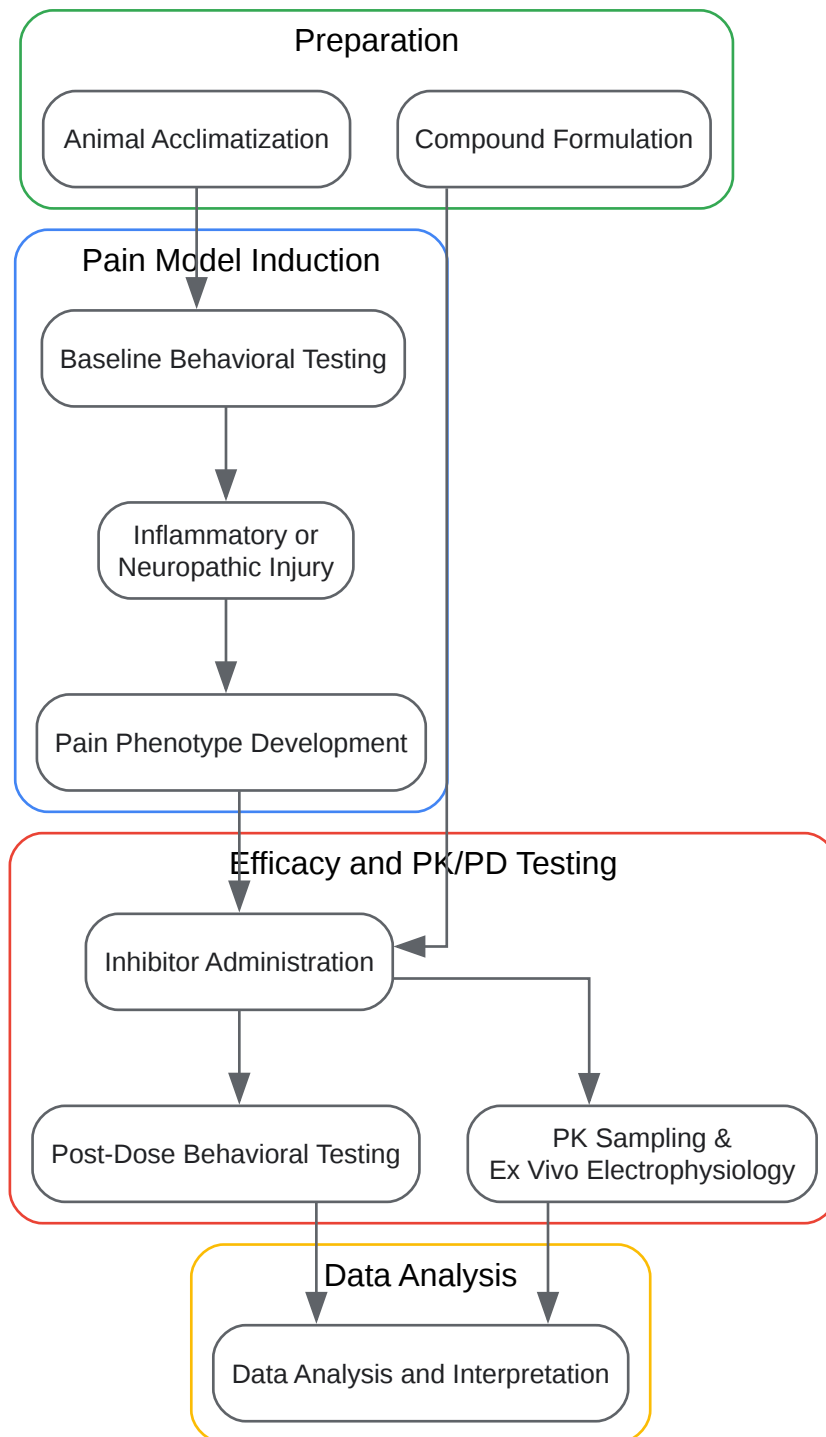 Preparation
Animal Acclimatization
Compound Formulation
Pain Model Induction
Baseline Behavioral Testing
Inflammatory or
Neuropathic Injury
Pain Phenotype Development
Efficacy and PK/PD Testing
Inhibitor Administration
Post-Dose Behavioral Testing
PK Sampling &
Ex Vivo Electrophysiology
Data Analysis
Data Analysis and Interpretation